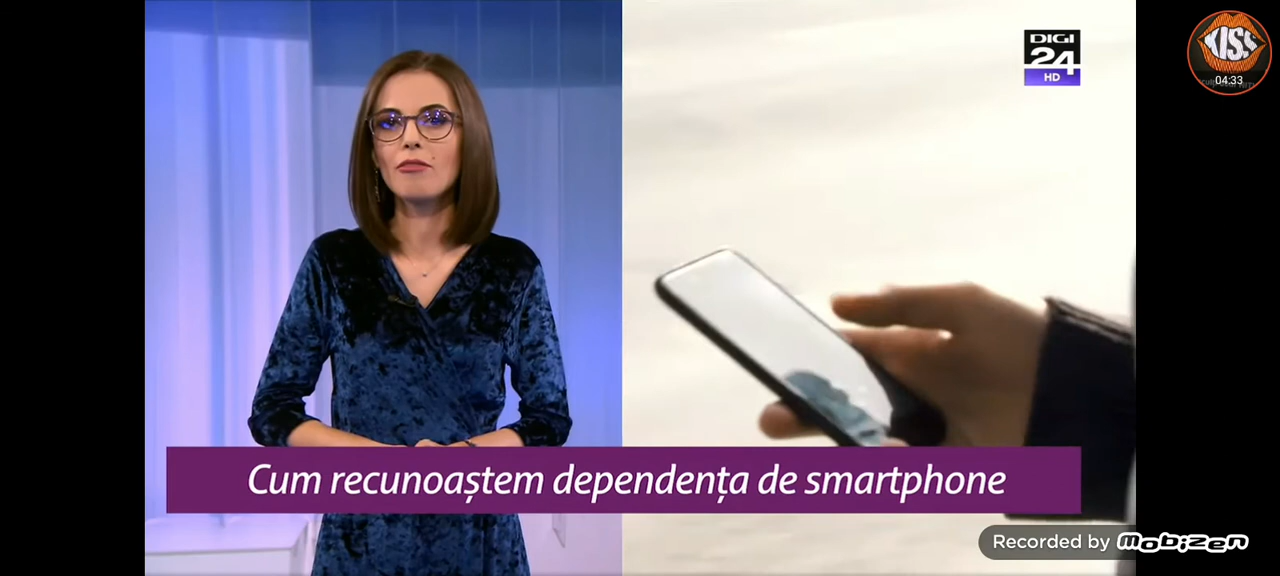 DIGI
24
HD
KISS
04:33
Cum recunoaștem dependența de smartphone
Recorded by Mobizen